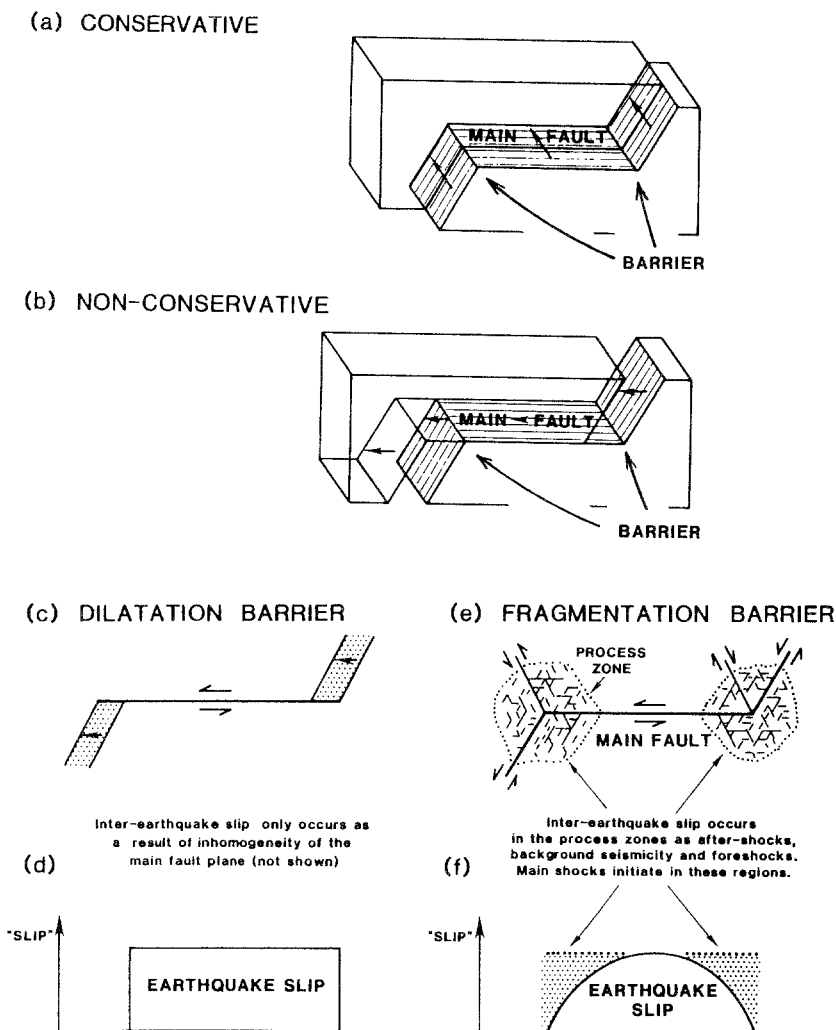 (a) CONSERVATIVE
MAIN FAULT
BARRIER
(b) NON-CONSERVATIVE
MAIN FAULT
BARRIER
(c) DILATATION BARRIER
Inter-earthquake slip only occurs as
a result of inhomogeneity of the
main fault plane (not shown)
(d)
"SLIP"
EARTHQUAKE SLIP
(e) FRAGMENTATION BARRIER
PROCESS
ZONE
MAIN FAULT
Inter-earthquake slip occurs
in the process zones as after-shocks,
background seismicity and foreshocks.
Main shocks initiate in these regions.
(f)
"SLIP"
EARTHQUAKE
SLIP